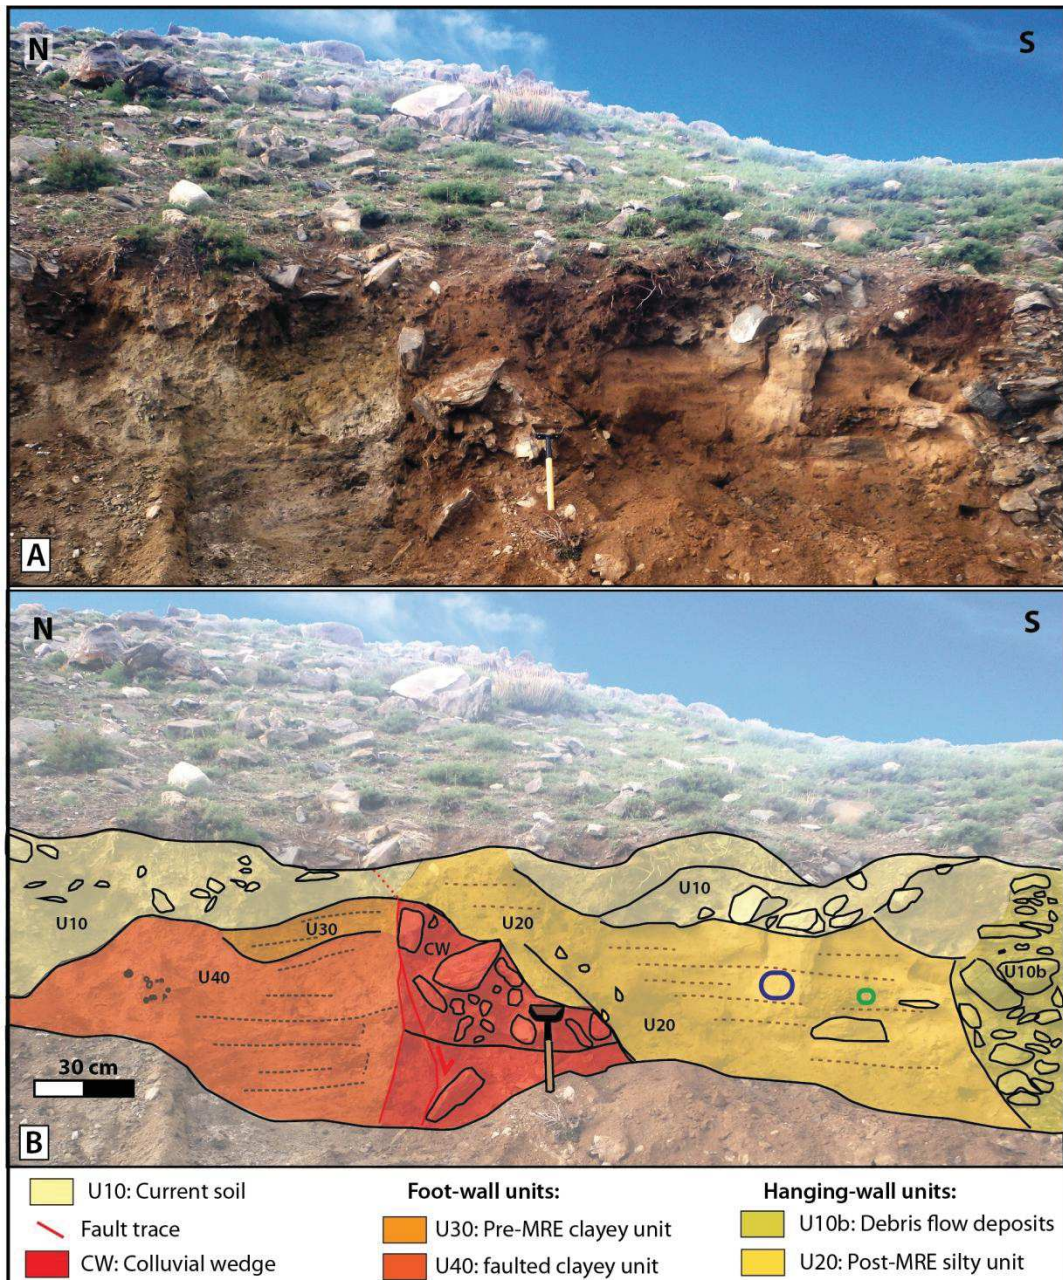 N S
A
N S
U10
U10
U20
U30
CW
U40
U10b
U20
30 cm
B
U10: Current soil
Fault trace
CW: Colluvial wedge
Foot-wall units:
U30: Pre-MRE clayey unit
U40: faulted clayey unit
Hanging-wall units:
U10b: Debris flow deposits
U20: Post-MRE silty unit